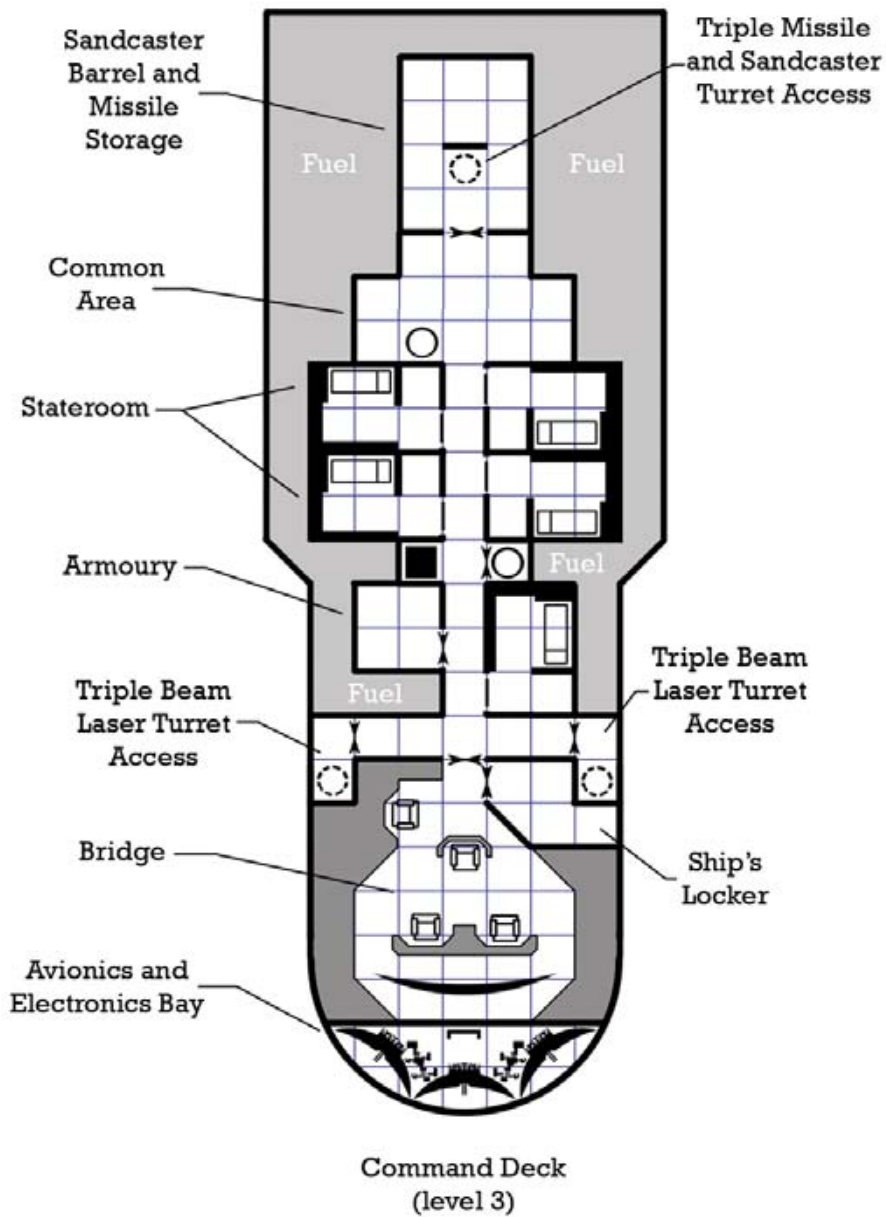 Sandcaster
Barrel and
Missile
Storage
Triple Missile
and Sandcaster
Turret Access
Fuel
Fuel
Common
Area
Stateroom
Armoury
Fuel
Triple Beam
Laser Turret
Access
Fuel
Triple Beam
Laser Turret
Access
Bridge
Ship's
Locker
Avionics and
Electronics Bay
Command Deck
(level 3)